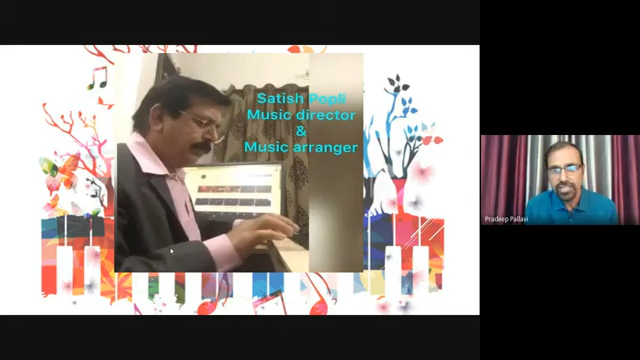 Satish Popli
Music director
&
Music arranger
Pradeep Pallavi